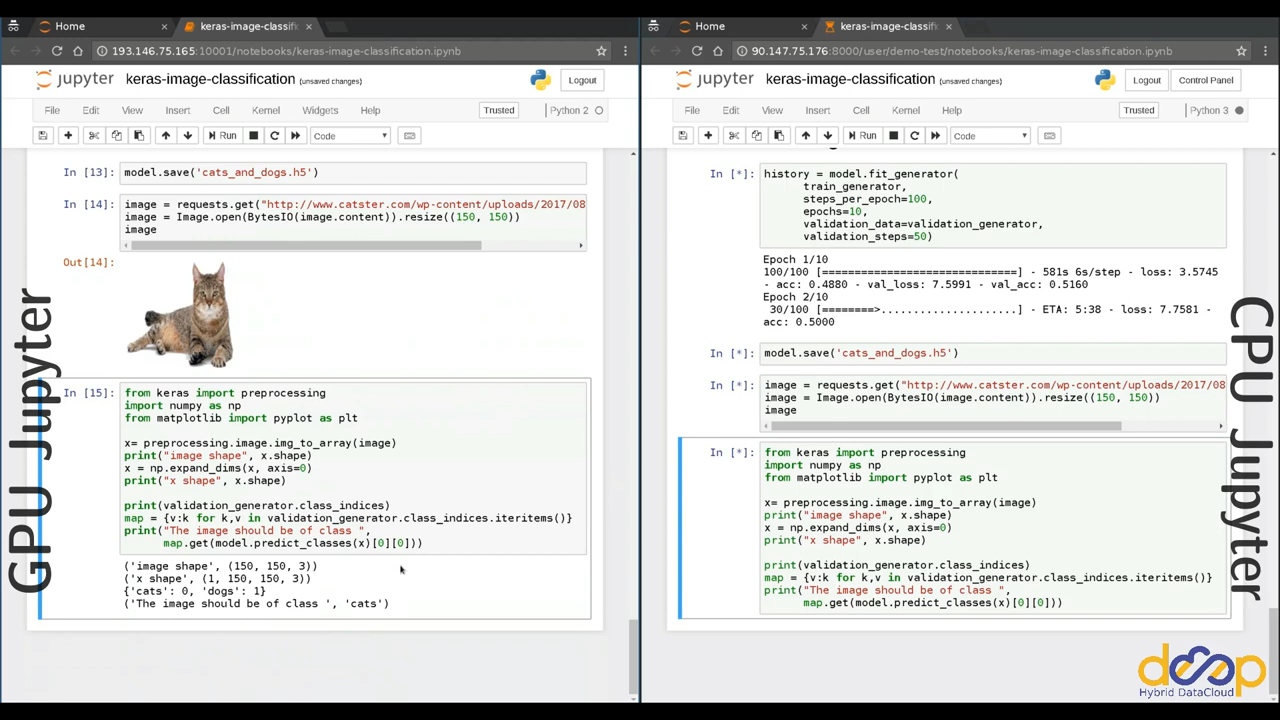 Home
keras-image-classification
193.146.75.165:10001/notebooks/keras-image-classification.ipynb
jupyter keras-image-classification (unsaved changes) Logout
File Edit View Insert Cell Kernel Widgets Help Trusted Python 2
Run Code
In [13]: model.save('cats_and_dogs.h5')
In [14]: image = requests.get("http://www.catster.com/wp-content/uploads/2017/08
image = Image.open(BytesIO(image.content)).resize((150, 150))
image
Out[14]:
In [15]: from keras import preprocessing
import numpy as np
from matplotlib import pyplot as plt
x= preprocessing.image.img_to_array(image)
print("image shape", x.shape)
x = np.expand_dims(x, axis=0)
print("x shape", x.shape)
print(validation_generator.class_indices)
map = {v:k for k,v in validation_generator.class_indices.iteritems()}
print("The image should be of class ",
map.get(model.predict_classes(x)[0][0]))
('image shape', (150, 150, 3))
('x shape', (1, 150, 150, 3))
{'cats': 0, 'dogs': 1}
('The image should be of class ', 'cats')
GPU Jupyter
Home
keras-image-classification
90.147.75.176:8000/user/demo-test/notebooks/keras-image-classification.ipynb
jupyter keras-image-classification (unsaved changes) Logout Control Panel
File Edit View Insert Cell Kernel Help Trusted Python 3
Run Code
In [*]: history = model.fit_generator(
train_generator,
steps_per_epoch=100,
epochs=10,
validation_data=validation_generator,
validation_steps=50)
Epoch 1/10
100/100 [==============================] - 581s 6s/step - loss: 3.5745
- acc: 0.4880 - val_loss: 7.5991 - val_acc: 0.5160
Epoch 2/10
30/100 [========>.....................] - ETA: 5:38 - loss: 7.7581 -
acc: 0.5000
In [*]: model.save('cats_and_dogs.h5')
In [*]: image = requests.get("http://www.catster.com/wp-content/uploads/2017/08
image = Image.open(BytesIO(image.content)).resize((150, 150))
image
In [*]: from keras import preprocessing
import numpy as np
from matplotlib import pyplot as plt
x= preprocessing.image.img_to_array(image)
print("image shape", x.shape)
x = np.expand_dims(x, axis=0)
print("x shape", x.shape)
print(validation_generator.class_indices)
map = {v:k for k,v in validation_generator.class_indices.iteritems()}
print("The image should be of class ",
map.get(model.predict_classes(x)[0][0]))
CPU Jupyter
deep
Hybrid DataCloud